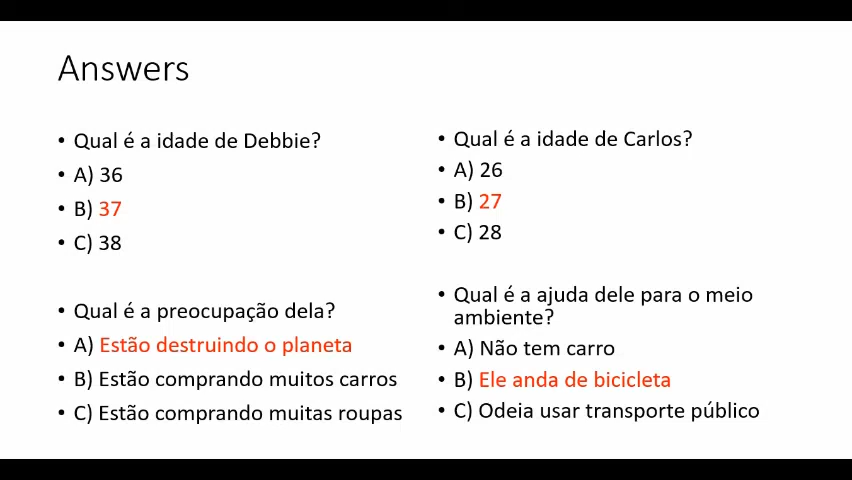 Answers
• Qual é a idade de Debbie?
• A) 36
• B) 37
• C) 38
• Qual é a preocupação dela?
• A) Estão destruindo o planeta
• B) Estão comprando muitos carros
• C) Estão comprando muitas roupas
• Qual é a idade de Carlos?
• A) 26
• B) 27
• C) 28
• Qual é a ajuda dele para o meio
ambiente?
• A) Não tem carro
• B) Ele anda de bicicleta
• C) Odeia usar transporte público